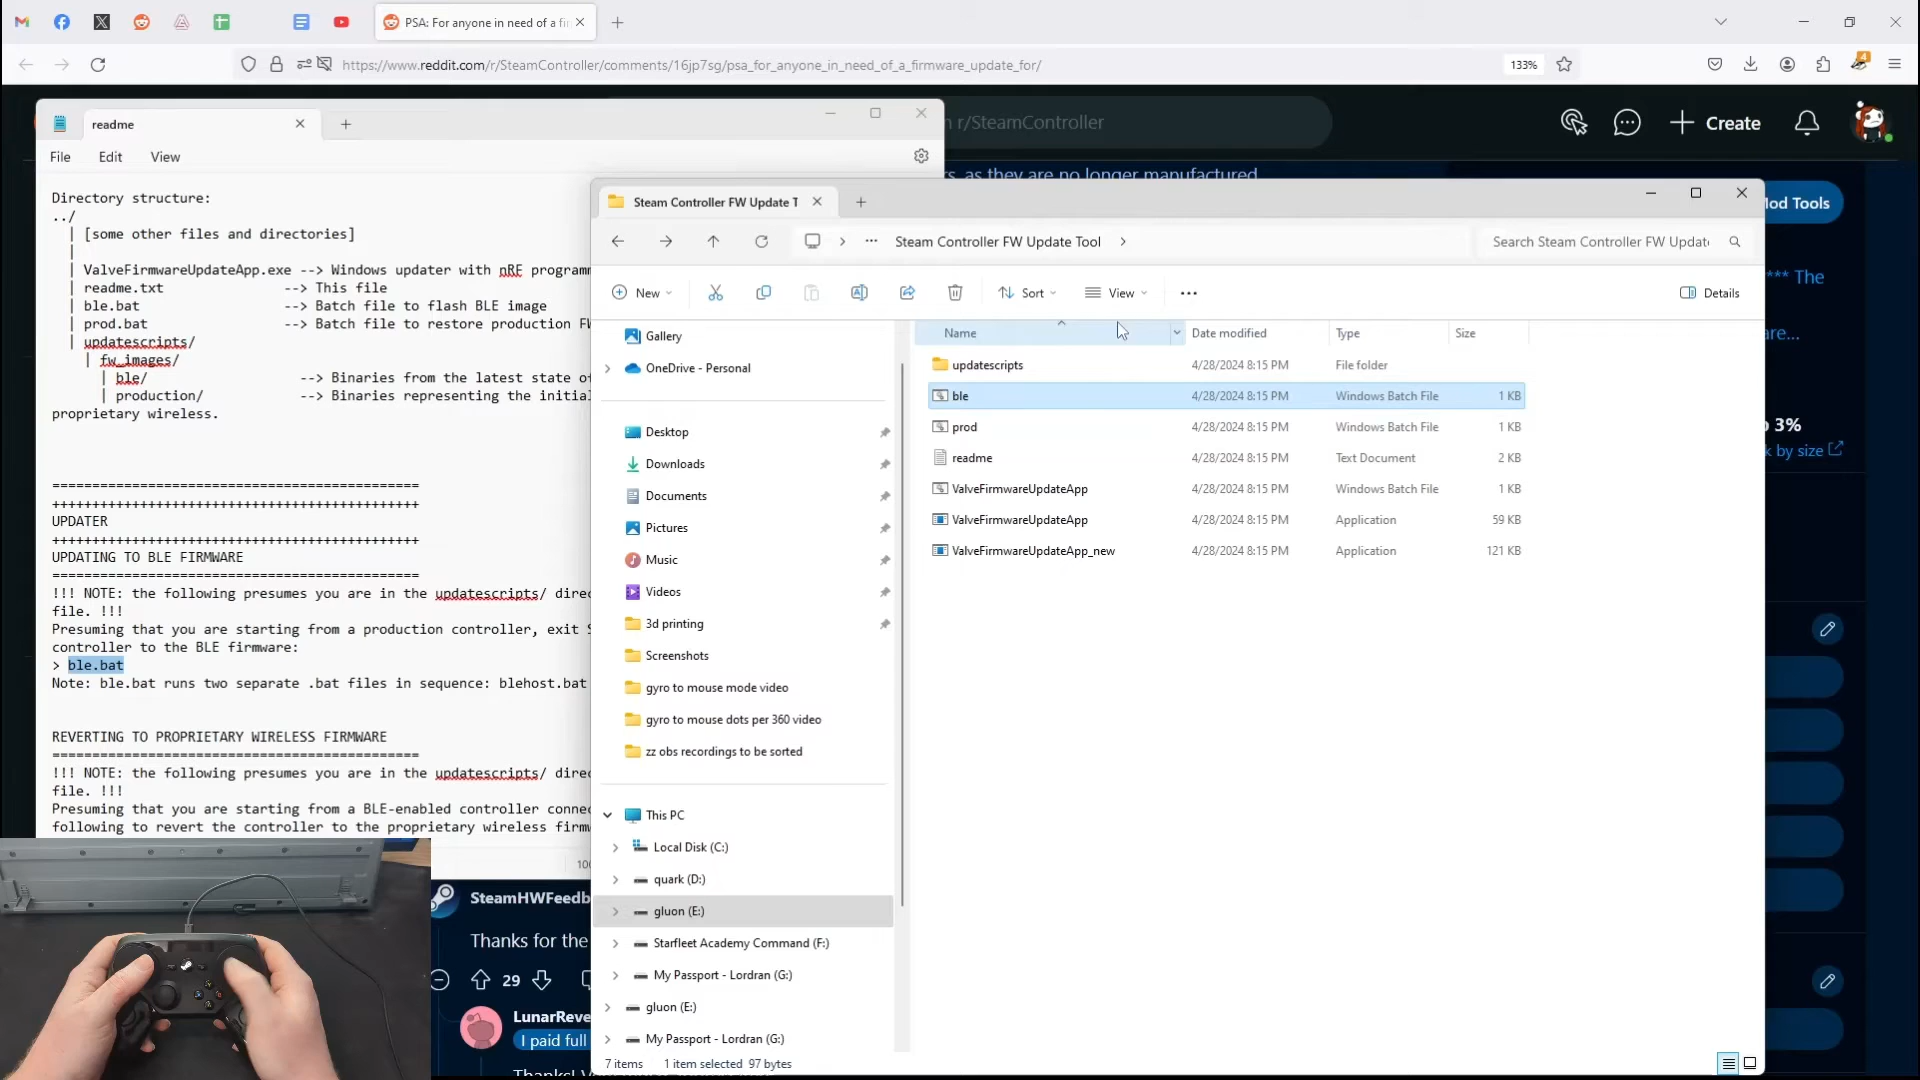 PSA: For anyone in need of a fi
https://www.reddit.com/r/SteamController/comments/16jp7sg/psa_for_anyone_in_need_of_a_firmware_update_for/
133%
4
readme
File
Edit
View
r/SteamController
Create
as they are no longer manufactured
Mod Tools
Directory structure:
../
| [some other files and directories]
|
| ValveFirmwareUpdateApp.exe --> Windows updater with nRF programm
| readme.txt --> This file
| ble.bat --> Batch file to flash BLE image
| prod.bat --> Batch file to restore production FW
| updatescripts/
| fw_images/
| ble/ --> Binaries from the latest state of
| production/ --> Binaries representing the initial
proprietary wireless.
==============================================
++++++++++++++++++++++++++++++++++++++++++++++
UPDATER
++++++++++++++++++++++++++++++++++++++++++++++
UPDATING TO BLE FIRMWARE
==============================================
!!! NOTE: the following presumes you are in the updatescripts/ direc
file. !!!
Presuming that you are starting from a production controller, exit S
controller to the BLE firmware:
> ble.bat
Note: ble.bat runs two separate .bat files in sequence: blehost.bat
REVERTING TO PROPRIETARY WIRELESS FIRMWARE
==============================================
!!! NOTE: the following presumes you are in the updatescripts/ direc
file. !!!
Presuming that you are starting from a BLE-enabled controller connec
following to revert the controller to the proprietary wireless firmw
100
Steam Controller FW Update T
Steam Controller FW Update Tool
Search Steam Controller FW Updat
New
Sort
View
Details
Gallery
OneDrive - Personal
Desktop
Downloads
Documents
Pictures
Music
Videos
3d printing
Screenshots
gyro to mouse mode video
gyro to mouse dots per 360 video
zz obs recordings to be sorted
This PC
Local Disk (C:)
quark (D:)
gluon (E:)
Starfleet Academy Command (F:)
My Passport - Lordran (G:)
gluon (E:)
My Passport - Lordran (G:)
Name Date modified Type Size
updatescripts 4/28/2024 8:15 PM File folder
ble 4/28/2024 8:15 PM Windows Batch File 1 KB
prod 4/28/2024 8:15 PM Windows Batch File 1 KB
readme 4/28/2024 8:15 PM Text Document 2 KB
ValveFirmwareUpdateApp 4/28/2024 8:15 PM Windows Batch File 1 KB
ValveFirmwareUpdateApp 4/28/2024 8:15 PM Application 59 KB
ValveFirmwareUpdateApp_new 4/28/2024 8:15 PM Application 121 KB
7 items 1 item selected 97 bytes
*** The
are...
3%
k by size
SteamHWFeedb
Thanks for the
29
LunarReve
I paid full